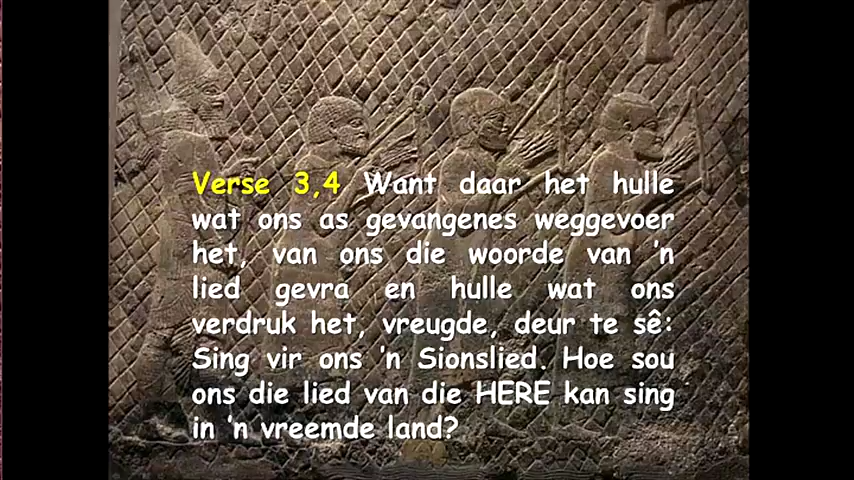 Verse 3,4 Want daar het hulle
wat ons as gevangenes weggevoer
het, van ons die woorde van 'n
lied gevra en hulle wat ons
verdruk het, vreugde, deur te sê:
Sing vir ons 'n Sionslied. Hoe sou
ons die lied van die HERE kan sing
in 'n vreemde land?